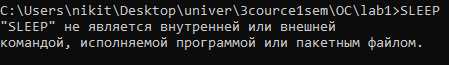 C:\Users\nikit\Desktop\univer\3cource1sem\OC\lab1>SLEEP
"SLEEP" не является внутренней или внешней
командой, исполняемой программой или пакетным файлом.